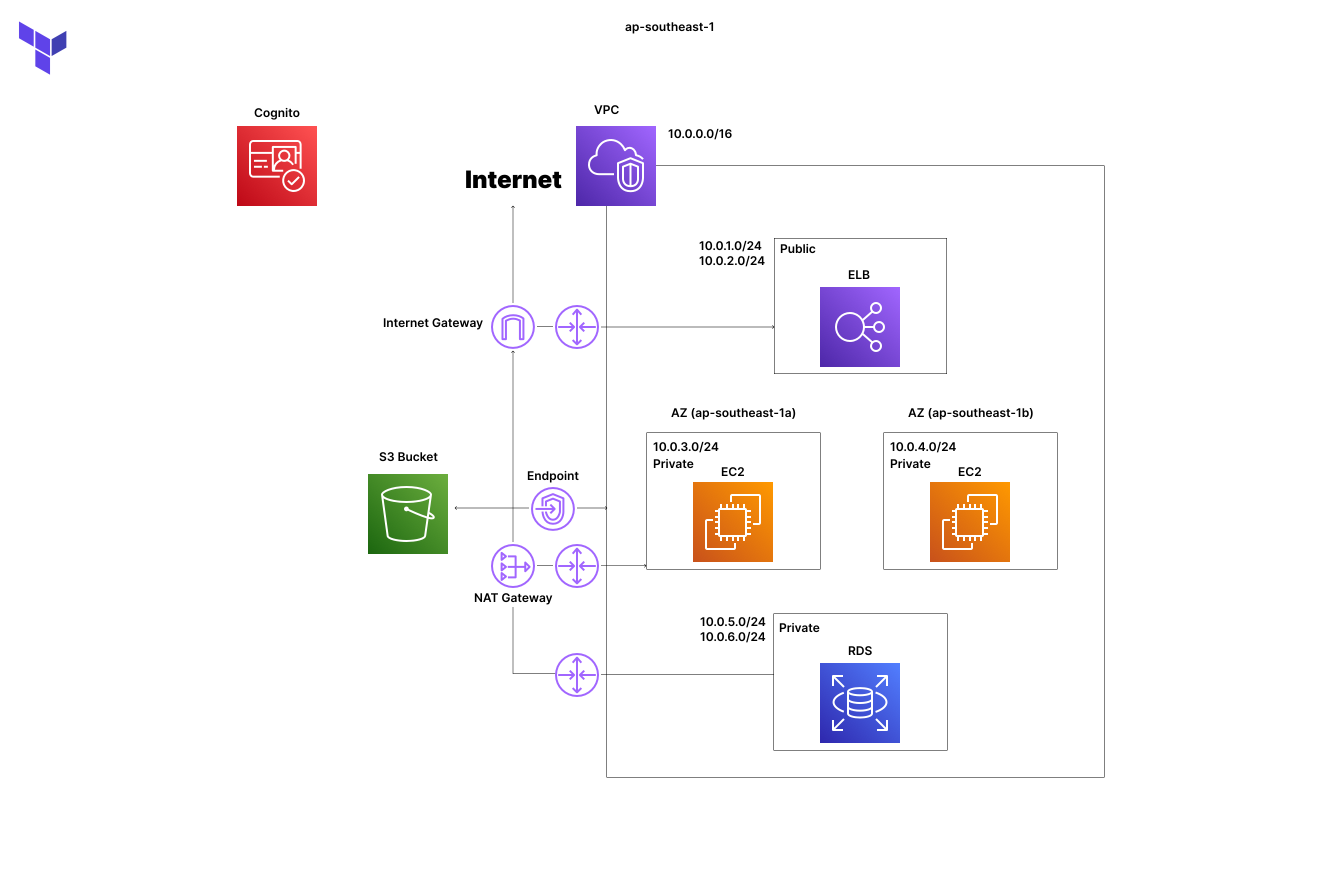 ap-southeast-1
Cognito
VPC
10.0.0.0/16
Internet
10.0.1.0/24
10.0.2.0/24
Public
ELB
Internet Gateway
AZ (ap-southeast-1a)
AZ (ap-southeast-1b)
10.0.3.0/24
Private
EC2
10.0.4.0/24
Private
EC2
S3 Bucket
Endpoint
NAT Gateway
10.0.5.0/24
10.0.6.0/24
Private
RDS